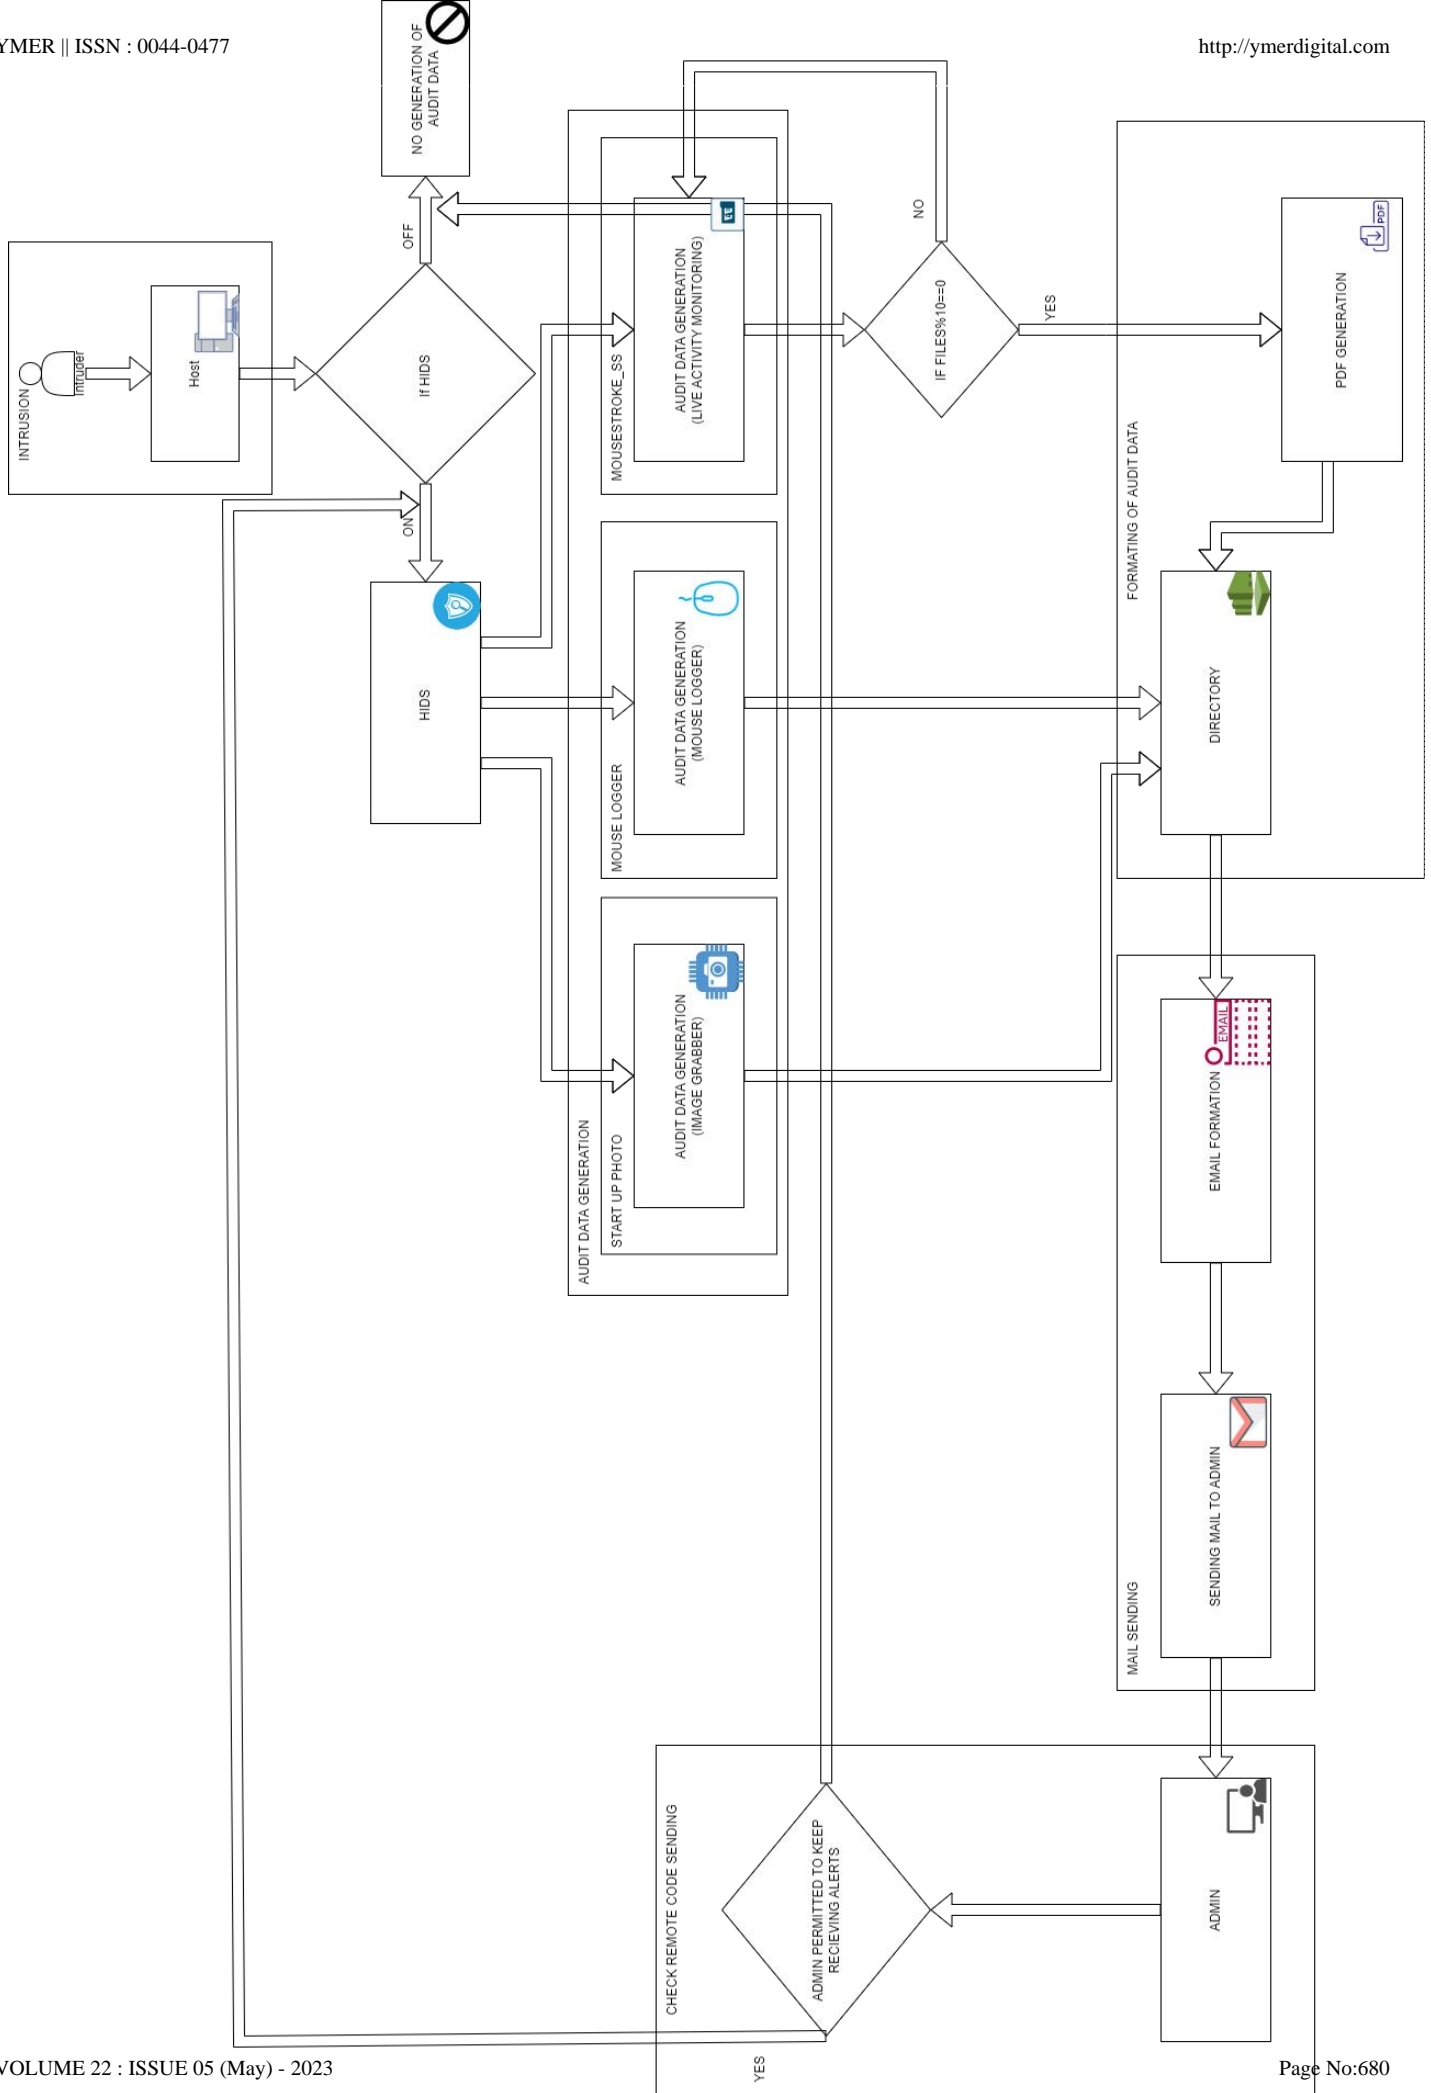 YMER || ISSN : 0044-0477
http://ymerdigital.com
INTRUSION
Intruder
Host
If HIDS
OFF
NO GENERATION OF
AUDIT DATA
ON
HIDS
AUDIT DATA GENERATION
MOUSESTROKE_SS
AUDIT DATA GENERATION
(LIVE ACTIVITY MONITORING)
MOUSE LOGGER
AUDIT DATA GENERATION
(MOUSE LOGGER)
START UP PHOTO
AUDIT DATA GENERATION
(IMAGE GRABBER)
IF FILES%10==0
NO
YES
FORMATING OF AUDIT DATA
PDF GENERATION
PDF
DIRECTORY
MAIL SENDING
EMAIL FORMATION
EMAIL
SENDING MAIL TO ADMIN
CHECK REMOTE CODE SENDING
ADMIN PERMITTED TO KEEP
RECIEVING ALERTS
ADMIN
YES
VOLUME 22 : ISSUE 05 (May) - 2023
Page No:680